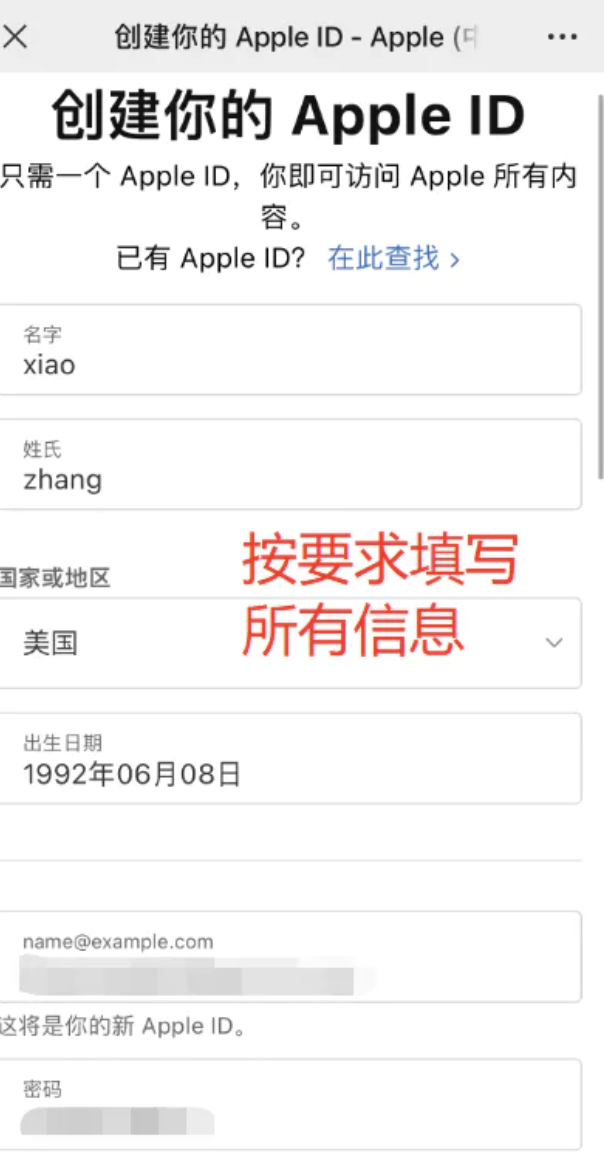 创建你的 Apple ID - Apple (中
创建你的 Apple ID
只需一个 Apple ID，你即可访问 Apple 所有内
容。
已有 Apple ID? 在此查找 ›
名字
xiao
姓氏
zhang
按要求填写
国家或地区
所有信息
美国
出生日期
1992年06月08日
name@example.com
这将是你的新 Apple ID。
密码